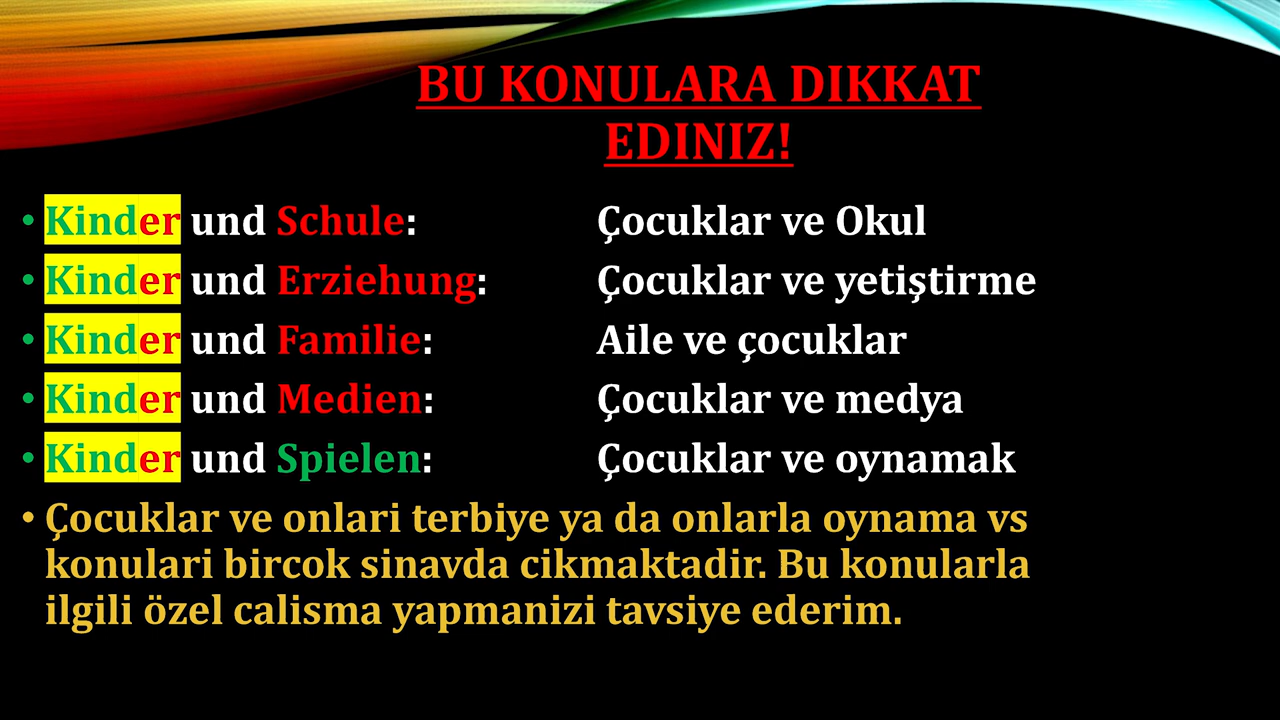 BU KONULARA DIKKAT
EDINIZ!
• Kinder und Schule: Çocuklar ve Okul
• Kinder und Erziehung: Çocuklar ve yetiştirme
• Kinder und Familie: Aile ve çocuklar
• Kinder und Medien: Çocuklar ve medya
• Kinder und Spielen: Çocuklar ve oynamak
• Çocuklar ve onlari terbiye ya da onlarla oynama vs
konulari bircok sinavda cikmaktadir. Bu konularla
ilgili özel calisma yapmanizi tavsiye ederim.